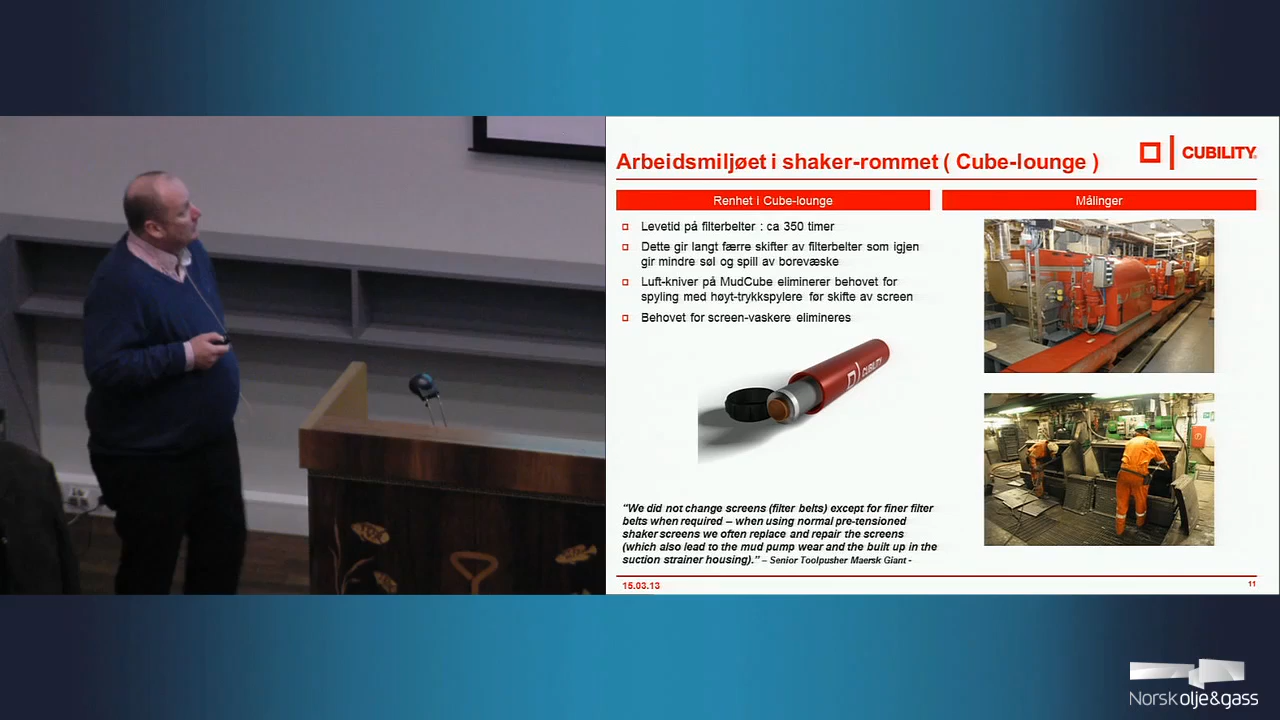 Arbeidsmiljøet i shaker-rommet ( Cube-lounge )
CUBILITY
Renhet i Cube-lounge
Målinger
Levetid på filterbelter : ca 350 timer
Dette gir langt færre skifter av filterbelter som igjen
gir mindre søl og spill av borevæske
Luft-kniver på MudCube eliminerer behovet for
spyling med høyt-trykkspylere før skifte av screen
Behovet for screen-vaskere elimineres
CUBILITY
"We did not change screens (filter belts) except for finer filter
belts when required – when using normal pre-tensioned
shaker screens we often replace and repair the screens
(which also lead to the mud pump wear and the built up in the
suction strainer housing)." – Senior Toolpusher Maersk Giant -
15.03.13
11
Norsk olje&gass